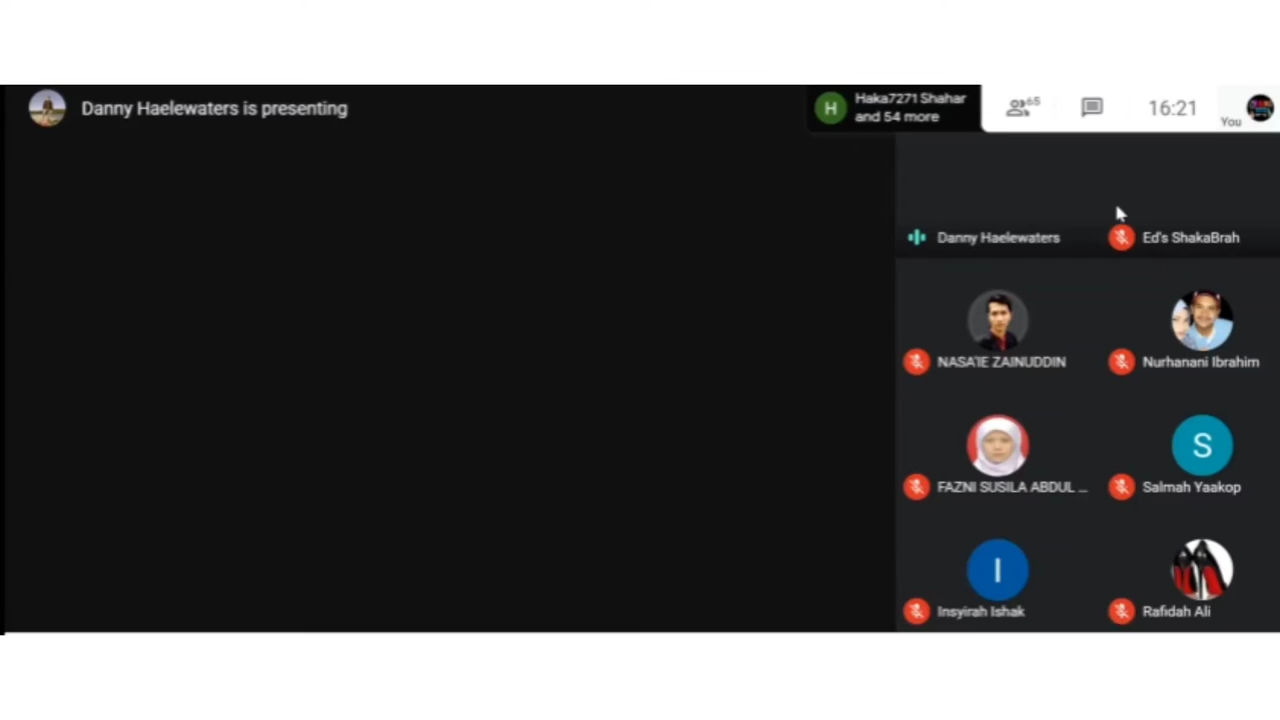 Danny Haelewaters is presenting
H
Haka7271 Shahar
and 54 more
65
16:21
You
Danny Haelewaters
Ed's ShakaBrah
NASA'IE ZAINUDDIN
Nurhanani Ibrahim
FAZNI SUSILA ABDUL ...
S
Salmah Yaakop
I
Insyirah Ishak
Rafidah Ali